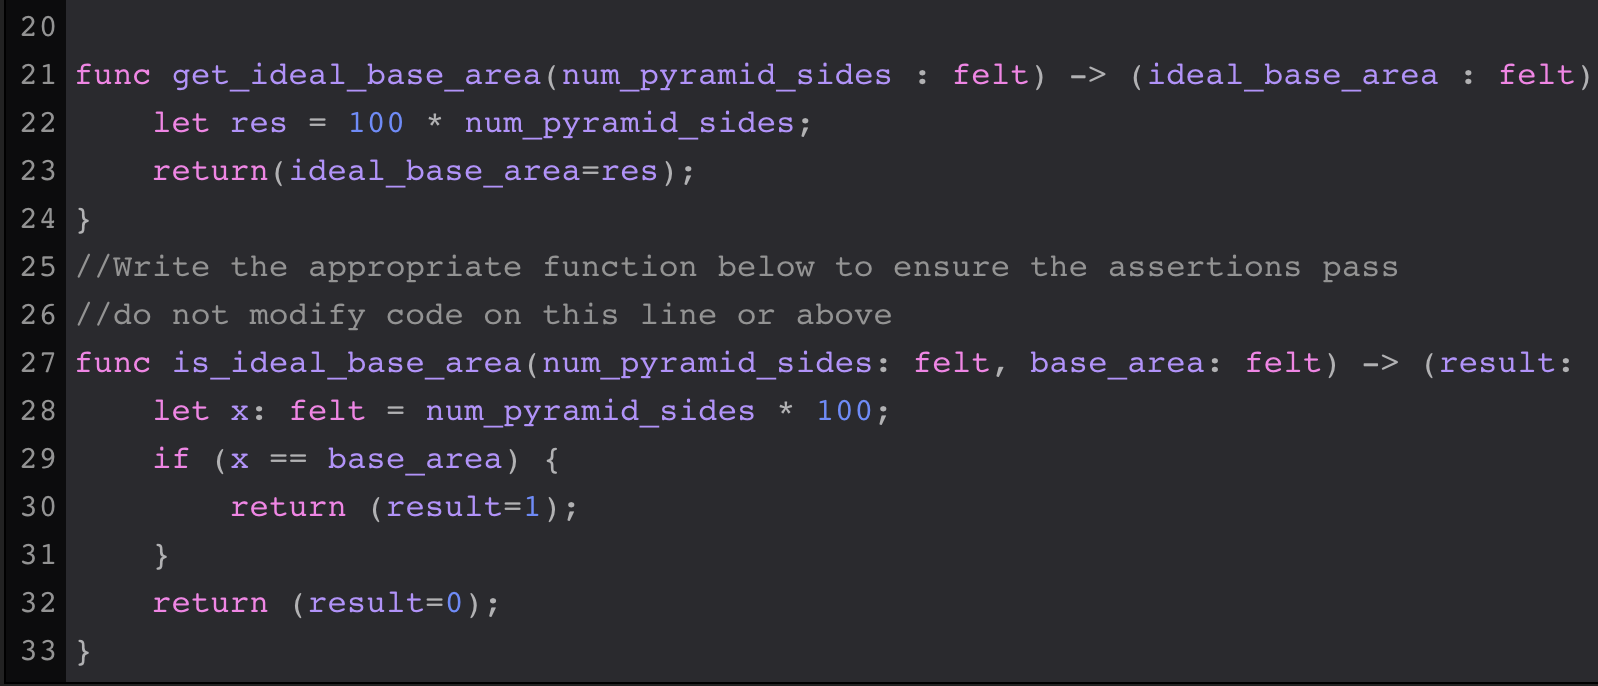 20
21 func get_ideal_base_area(num_pyramid_sides : felt) -> (ideal_base_area : felt)
22     let res = 100 * num_pyramid_sides;
23     return(ideal_base_area=res);
24 }
25 //Write the appropriate function below to ensure the assertions pass
26 //do not modify code on this line or above
27 func is_ideal_base_area(num_pyramid_sides: felt, base_area: felt) -> (result:
28     let x: felt = num_pyramid_sides * 100;
29     if (x == base_area) {
30         return (result=1);
31     }
32     return (result=0);
33 }